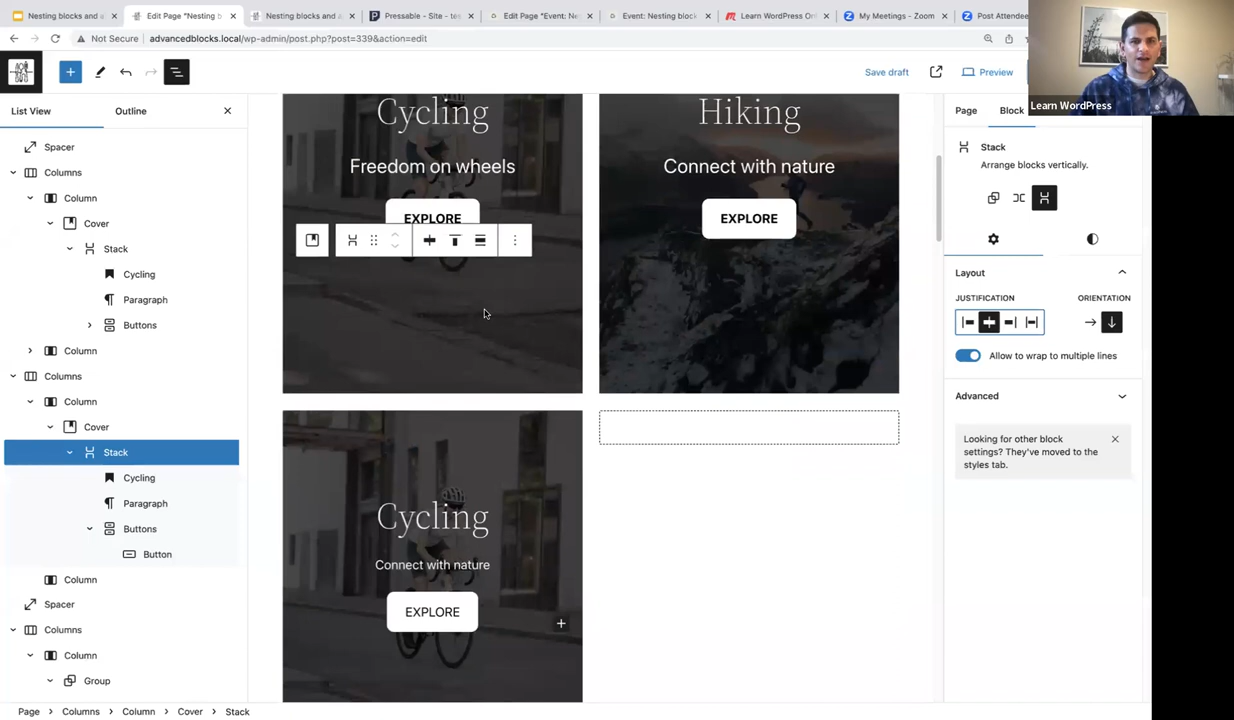 Nesting blocks and a
Edit Page "Nesting b
Nesting blocks and a
Pressable - Site - te
Edit Page "Event: Ne
Event: Nesting block
Learn WordPress On
My Meetings - Zoom
Post Attendee
Not Secure advancedblocks.local/wp-admin/post.php?post=339&action=edit
Save draft
Preview
Learn WordPress
List View
Outline
Spacer
Columns
Column
Cover
Stack
Cycling
Paragraph
Buttons
Column
Columns
Column
Cover
Stack
Cycling
Paragraph
Buttons
Button
Column
Spacer
Columns
Column
Group
Cycling
Freedom on wheels
EXPLORE
Hiking
Connect with nature
EXPLORE
Cycling
Connect with nature
EXPLORE
Page
Block
Stack
Arrange blocks vertically.
Layout
JUSTIFICATION
ORIENTATION
Allow to wrap to multiple lines
Advanced
Looking for other block
settings? They've moved to the
styles tab.
Page > Columns > Column > Cover > Stack